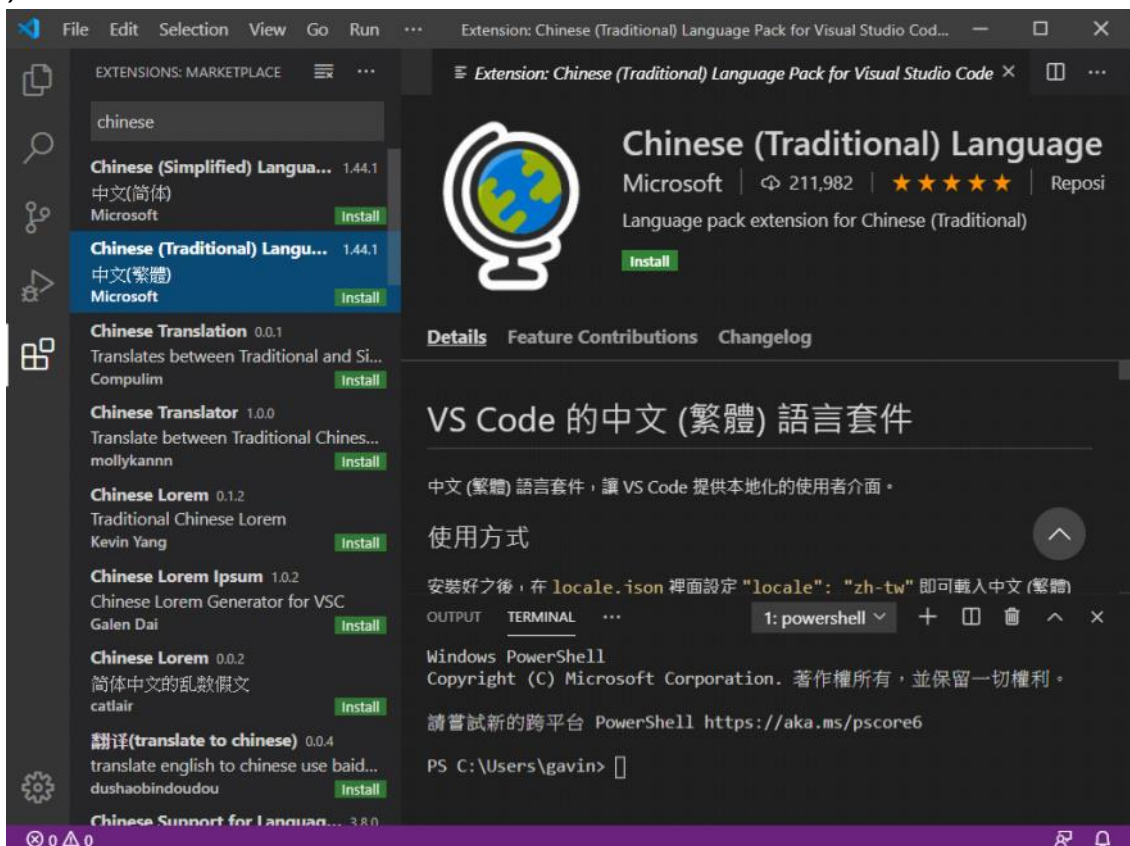 )
File Edit Selection View Go Run ··· Extension: Chinese (Traditional) Language Pack for Visual Studio Cod...
EXTENSIONS: MARKETPLACE
chinese
Chinese (Simplified) Langua... 1.44.1
中文(简体)
Microsoft Install
Chinese (Traditional) Langu... 1.44.1
中文(繁體)
Microsoft Install
Chinese Translation 0.0.1
Translates between Traditional and Si...
Compulim Install
Chinese Translator 1.0.0
Translate between Traditional Chines...
mollykannn Install
Chinese Lorem 0.1.2
Traditional Chinese Lorem
Kevin Yang Install
Chinese Lorem Ipsum 1.0.2
Chinese Lorem Generator for VSC
Galen Dai Install
Chinese Lorem 0.0.2
简体中文的乱数假文
catlair Install
翻译(translate to chinese) 0.0.4
translate english to chinese use baid...
dushaobindoudou Install
Chinese Support for Languag... 3.8.0
Extension: Chinese (Traditional) Language Pack for Visual Studio Code
Chinese (Traditional) Language
Microsoft 211,982 ★★★★★ Reposi
Language pack extension for Chinese (Traditional)
Install
Details Feature Contributions Changelog
VS Code 的中文 (繁體) 語言套件
中文 (繁體) 語言套件，讓 VS Code 提供本地化的使用者介面。
使用方式
安裝好之後，在 locale.json 裡面設定 "locale": "zh-tw" 即可載入中文 (繁體)
OUTPUT TERMINAL ··· 1: powershell
Windows PowerShell
Copyright (C) Microsoft Corporation. 著作權所有，並保留一切權利。
請嘗試新的跨平台 PowerShell https://aka.ms/pscore6
PS C:\Users\gavin>
0 0